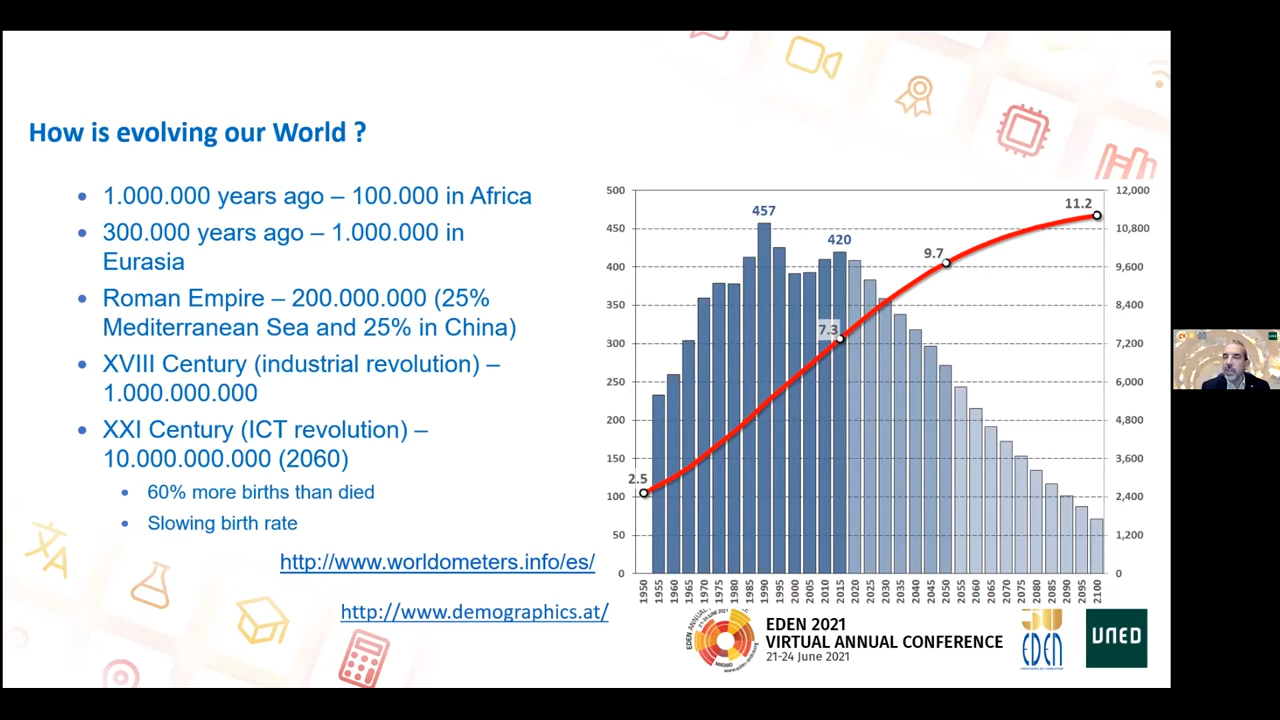 How is evolving our World ?
1.000.000 years ago – 100.000 in Africa
300.000 years ago – 1.000.000 in
Eurasia
Roman Empire – 200.000.000 (25%
Mediterranean Sea and 25% in China)
XVIII Century (industrial revolution) –
1.000.000.000
XXI Century (ICT revolution) –
10.000.000.000 (2060)
60% more births than died
Slowing birth rate
http://www.worldometers.info/es/
http://www.demographics.at/
500
450
400
350
300
250
200
150
100
50
0
2.5
457
420
7.3
9.7
11.2
12,000
10,800
9,600
8,400
7,200
6,000
4,800
3,600
2,400
1,200
0
1950 1955 1960 1965 1970 1975 1980 1985 1990 1995 2000 2005 2010 2015 2020 2025 2030 2035 2040 2045 2050 2055 2060 2065 2070 2075 2080 2085 2090 2095 2100
EDEN 2021
VIRTUAL ANNUAL CONFERENCE
21-24 June 2021
MADRID
EDEN
UNED